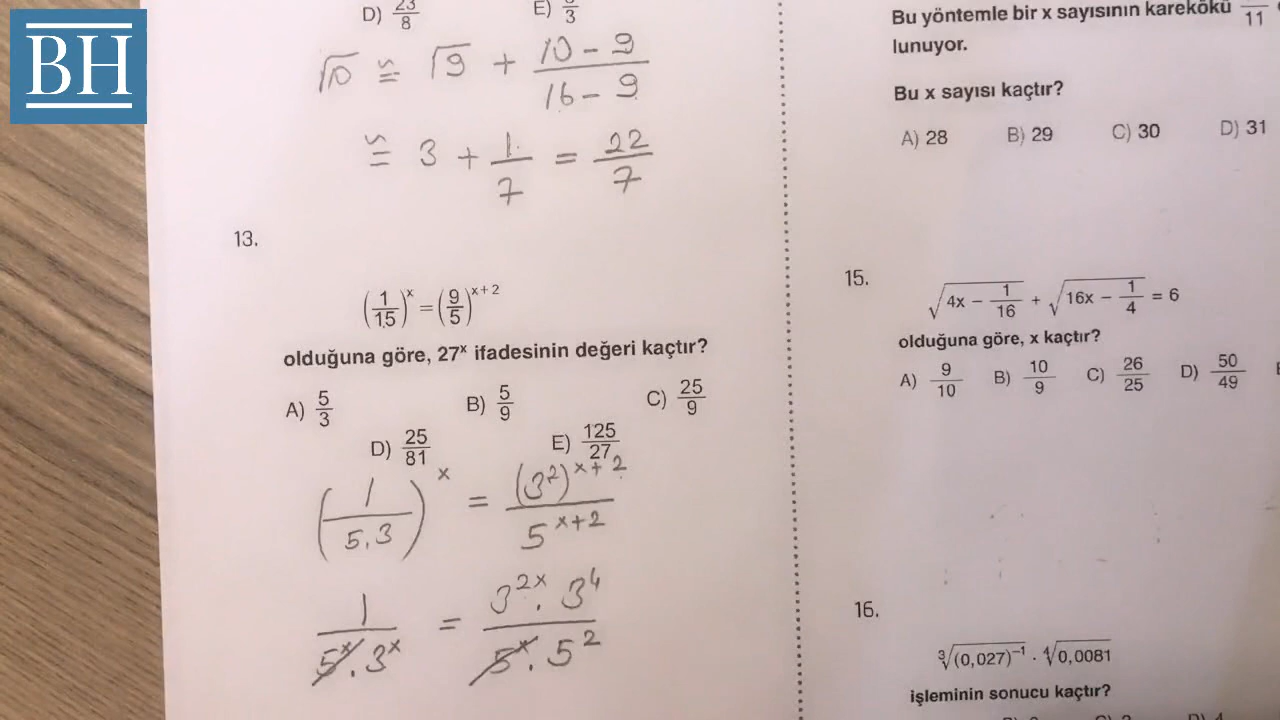 BH
D) 23/8 E) /3
√10 ≅ √9 + (10 - 9)/(16 - 9)
≅ 3 + 1/7 = 22/7
13.
(1/15)^x = (9/5)^(x+2)
olduğuna göre, 27^x ifadesinin değeri kaçtır?
A) 5/3 B) 5/9 C) 25/9
D) 25/81 E) 125/27
(1/(5.3))^x = (3^2)^(x+2)/5^(x+2)
1/(5^x . 3^x) = (3^(2x) . 3^4)/(5^x . 5^2)
Bu yöntemle bir x sayısının karekökü /11
lunuyor.
Bu x sayısı kaçtır?
A) 28 B) 29 C) 30 D) 31
15.
√(4x - 1/16) + √(16x - 1/4) = 6
olduğuna göre, x kaçtır?
A) 9/10 B) 10/9 C) 26/25 D) 50/49
16.
∛((0,027)^-1) · ∜(0,0081)
işleminin sonucu kaçtır?